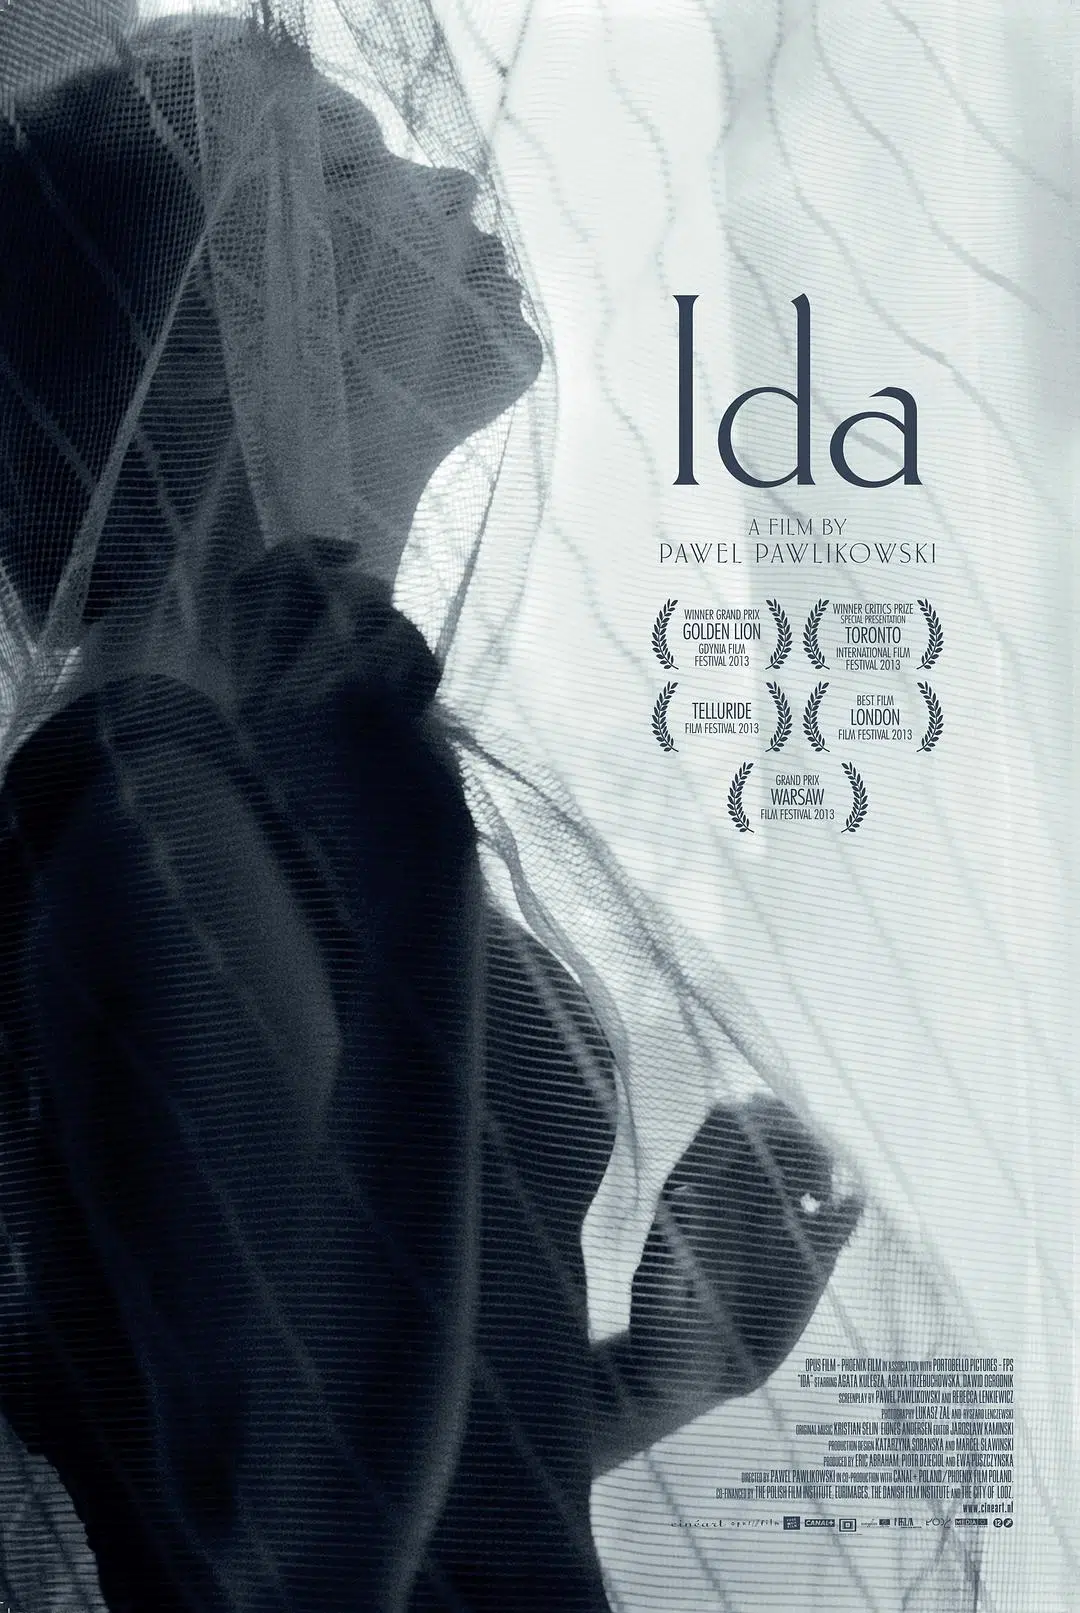 Ida
A FILM BY
PAWEL PAWLIKOWSKI
WINNER GRAND PRIX
GOLDEN LION
GDYNIA FILM
FESTIVAL 2013
WINNER CRITICS PRIZE
SPECIAL PRESENTATION
TORONTO
INTERNATIONAL FILM
FESTIVAL 2013
TELLURIDE
FILM FESTIVAL 2013
BEST FILM
LONDON
FILM FESTIVAL 2013
GRAND PRIX
WARSAW
FILM FESTIVAL 2013
OPUS FILM - PHOENIX FILM IN ASSOCIATION WITH PORTOBELLO PICTURES - FPS
"IDA" STARRING AGATA KULESZA, AGATA TRZEBUCHOWSKA, DAWID OGRODNIK
SCREENPLAY BY PAWEL PAWLIKOWSKI AND REBECCA LENKIEWICZ
PHOTOGRAPHY LUKASZ ZAL AND RYSZARD LENCZEWSKI
ORIGINAL MUSIC KRISTIAN SELIN EIDNES ANDERSEN EDITOR JAROSLAW KAMINSKI
PRODUCTION DESIGN KATARZYNA SOBANSKA AND MARCEL SLAWINSKI
PRODUCED BY ERIC ABRAHAM, PIOTR DZIECIOL AND EWA PUSZCZYNSKA
DIRECTED BY PAWEL PAWLIKOWSKI IN CO-PRODUCTION WITH CANAL+ POLAND/PHOENIX FILM POLAND.
CO-FINANCED BY THE POLISH FILM INSTITUTE, EURIMAGES, THE DANISH FILM INSTITUTE AND THE CITY OF LODZ.
www.cineart.nl
cinéart opus film CANAL+ MEDIA 12